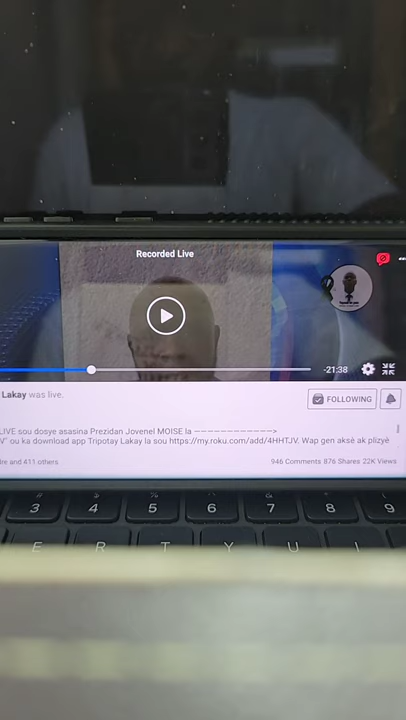 Recorded Live
-21:38
Lakay was live.
FOLLOWING
LIVE sou dosye asasina Prezidan Jovenel MOISE la ————————————>
V" ou ka download app Tripotay Lakay la sou https://my.roku.com/add/4HHTJV. Wap gen aksè ak plizyè
and 411 others
946 Comments 876 Shares 22K Views
# $ % ^ & * (
3 4 5 6 7 8 9
E R T Y U I